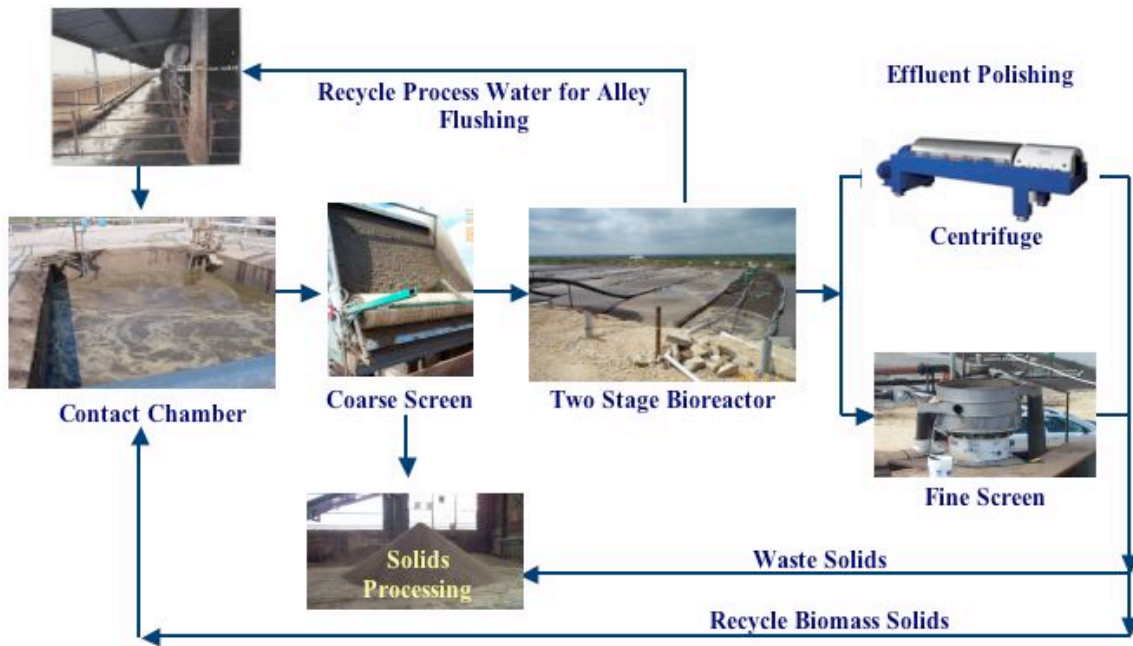 Effluent Polishing
Recycle Process Water for Alley
Flushing
Centrifuge
Contact Chamber
Coarse Screen
Two Stage Bioreactor
Fine Screen
Solids
Processing
Waste Solids
Recycle Biomass Solids